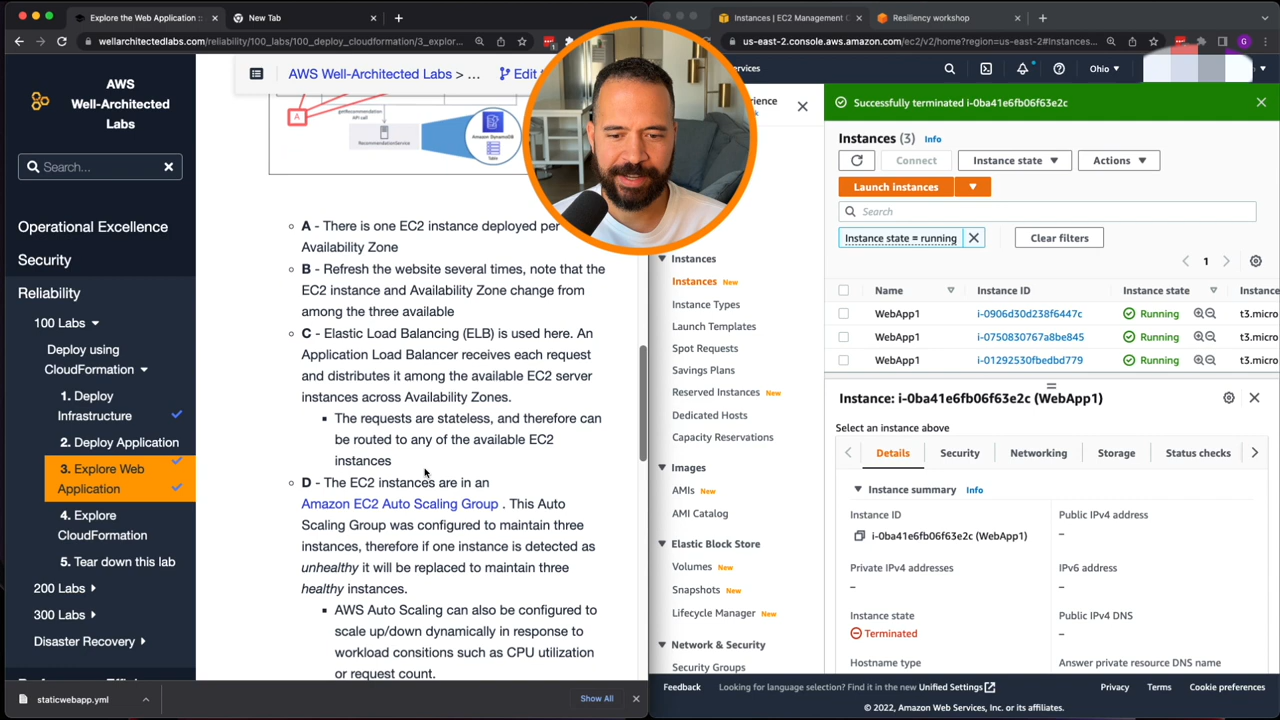 Explore the Web Application ::
New Tab
Instances | EC2 Management C
Resiliency workshop
wellarchitectedlabs.com/reliability/100_labs/100_deploy_cloudformation/3_explor...
us-east-2.console.aws.amazon.com/ec2/v2/home?region=us-east-2#Instances...
AWS
Well-Architected
Labs
Search...
Operational Excellence
Security
Reliability
100 Labs
Deploy using
CloudFormation
1. Deploy
Infrastructure
2. Deploy Application
3. Explore Web
Application
4. Explore
CloudFormation
5. Tear down this lab
200 Labs
300 Labs
Disaster Recovery
AWS Well-Architected Labs > ...
Edit
A
getRecommendation
API call
RecommendationService
Amazon DynamoDB
Table
A - There is one EC2 instance deployed per
Availability Zone
B - Refresh the website several times, note that the
EC2 instance and Availability Zone change from
among the three available
C - Elastic Load Balancing (ELB) is used here. An
Application Load Balancer receives each request
and distributes it among the available EC2 server
instances across Availability Zones.
The requests are stateless, and therefore can
be routed to any of the available EC2
instances
D - The EC2 instances are in an
Amazon EC2 Auto Scaling Group . This Auto
Scaling Group was configured to maintain three
instances, therefore if one instance is detected as
unhealthy it will be replaced to maintain three
healthy instances.
AWS Auto Scaling can also be configured to
scale up/down dynamically in response to
workload consitions such as CPU utilization
or request count.
staticwebapp.yml
Show All
ervices
Ohio
erience
Instances
Instances New
Instance Types
Launch Templates
Spot Requests
Savings Plans
Reserved Instances New
Dedicated Hosts
Capacity Reservations
Images
AMIs New
AMI Catalog
Elastic Block Store
Volumes New
Snapshots New
Lifecycle Manager New
Network & Security
Security Groups
Successfully terminated i-0ba41e6fb06f63e2c
Instances (3) Info
Connect
Instance state
Actions
Launch instances
Search
Instance state = running
Clear filters
1
Name
Instance ID
Instance state
Instance
WebApp1 i-0906d30d238f6447c Running t3.micro
WebApp1 i-0750830767a8be845 Running t3.micro
WebApp1 i-01292530fbedbd779 Running t3.micro
Instance: i-0ba41e6fb06f63e2c (WebApp1)
Select an instance above
Details Security Networking Storage Status checks
Instance summary Info
Instance ID
i-0ba41e6fb06f63e2c (WebApp1)
Public IPv4 address
–
Private IPv4 addresses
–
IPv6 address
–
Instance state
Terminated
Public IPv4 DNS
–
Hostname type
Answer private resource DNS name
Feedback
Looking for language selection? Find it in the new Unified Settings
Privacy Terms Cookie preferences
© 2022, Amazon Web Services, Inc. or its affiliates.